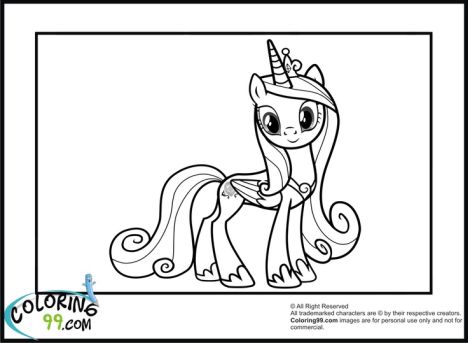 COLORING
99.COM
© All Right Reserved
All trademarked characters are © by their respective creators.
Coloring99.com images are for personal use only and not for
commercial.